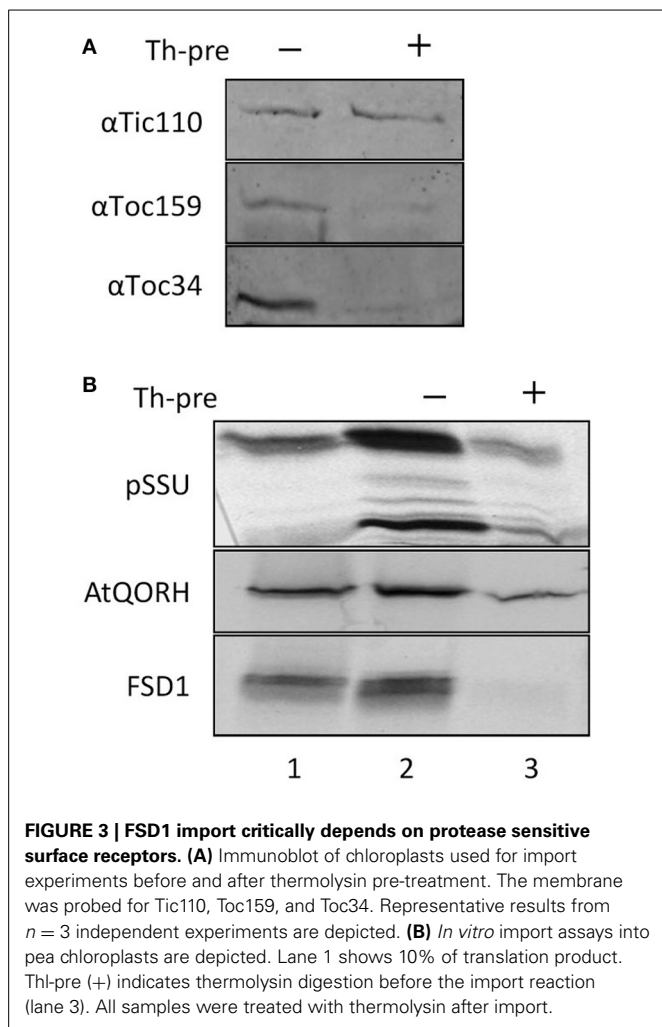 A
Th-pre − +
αTic110
αToc159
αToc34
B
Th-pre − +
pSSU
AtQORH
FSD1
1 2 3
FIGURE 3 | FSD1 import critically depends on protease sensitive
surface receptors. (A) Immunoblot of chloroplasts used for import
experiments before and after thermolysin pre-treatment. The membrane
was probed for Tic110, Toc159, and Toc34. Representative results from
n = 3 independent experiments are depicted. (B) In vitro import assays into
pea chloroplasts are depicted. Lane 1 shows 10% of translation product.
Thl-pre (+) indicates thermolysin digestion before the import reaction
(lane 3). All samples were treated with thermolysin after import.